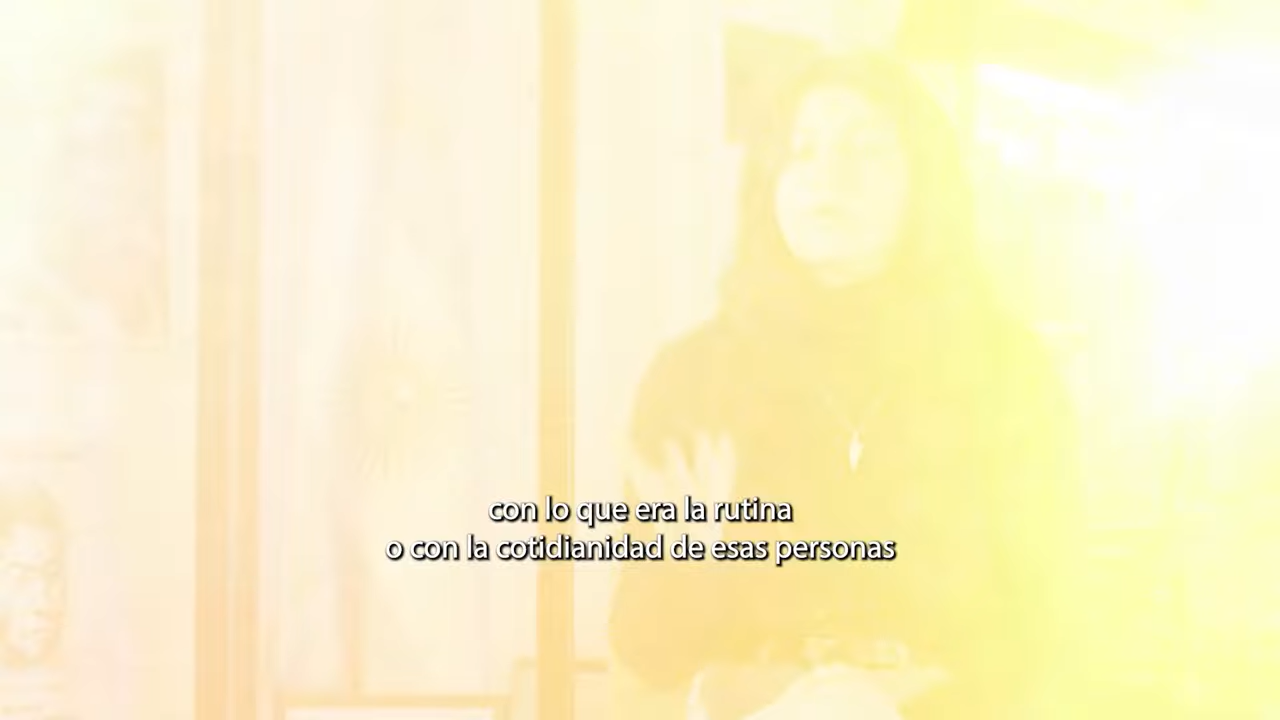 con lo que era la rutina
o con la cotidianidad de esas personas